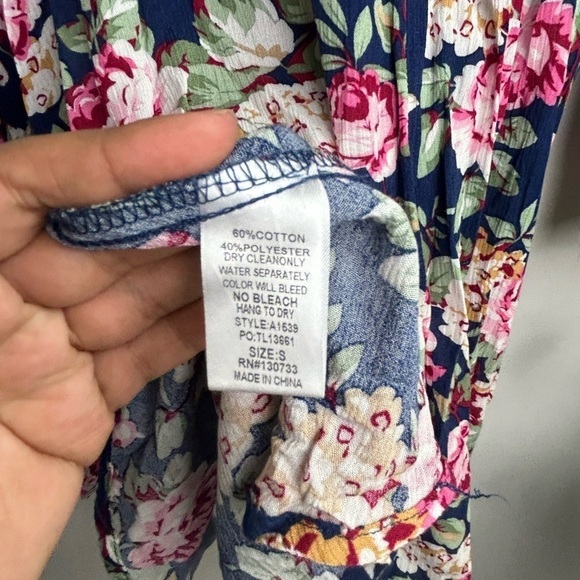 60%COTTON
40%POLYESTER
DRY CLEANONLY
WATER SEPARATELY
COLOR WILL BLEED
NO BLEACH
HANG TO DRY
STYLE:A1539
PO:TL13661
SIZE:S
RN#130733
MADE IN CHINA